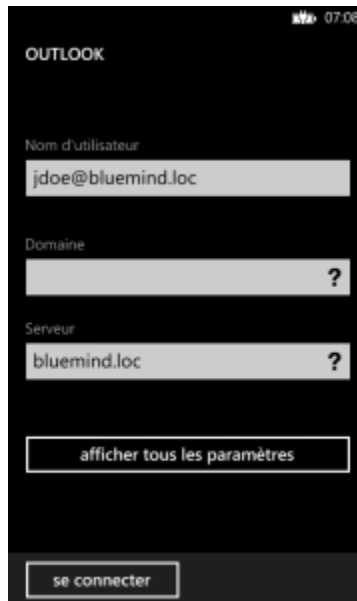 07:08
OUTLOOK
Nom d'utilisateur
jdoe@bluemind.loc
Domaine
?
Serveur
bluemind.loc ?
afficher tous les paramètres
se connecter